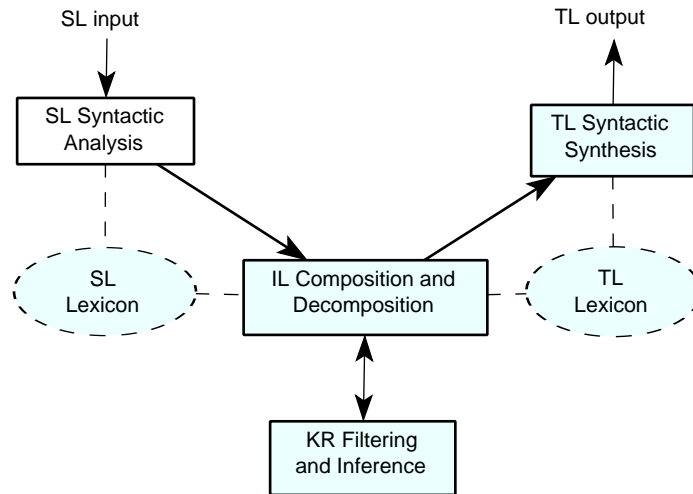 SL input
TL output
SL Syntactic
Analysis
TL Syntactic
Synthesis
SL
Lexicon
IL Composition and
Decomposition
TL
Lexicon
KR Filtering
and Inference